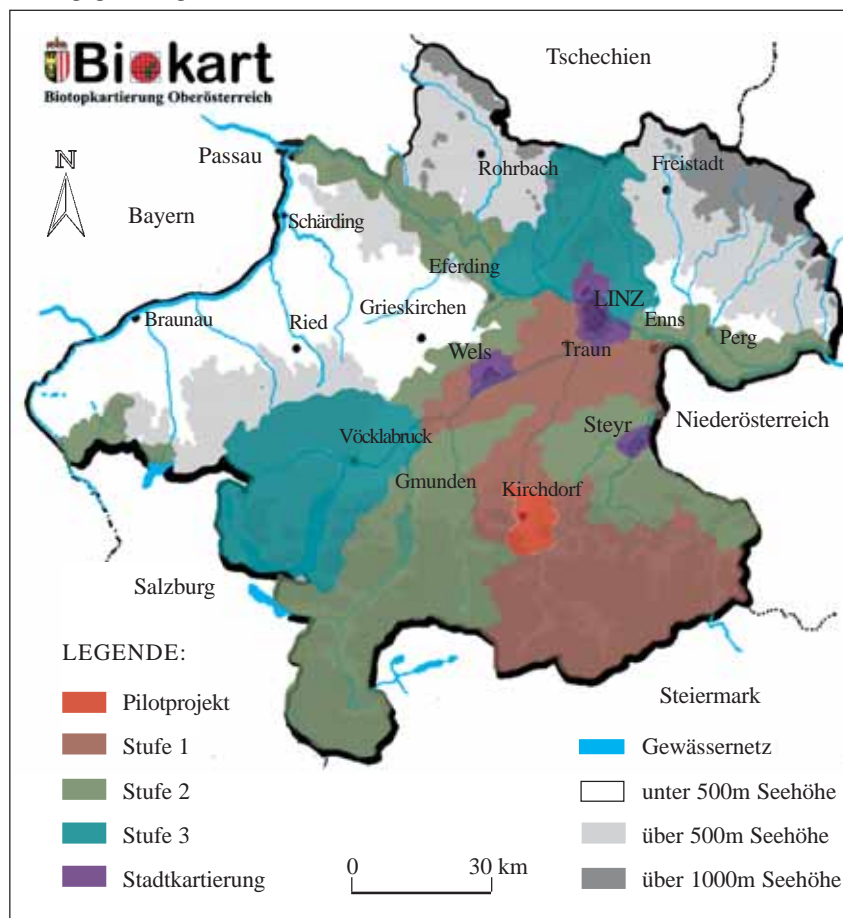 Biokart
Biotopkartierung Oberösterreich
Tschechien
N
Passau
Rohrbach
Freistadt
Bayern
Schärding
Eferding
LINZ
Grieskirchen
Braunau
Ried
Enns
Perg
Wels
Traun
Niederösterreich
Steyr
Vöcklabruck
Gmunden
Kirchdorf
Salzburg
LEGENDE:
Pilotprojekt
Stufe 1
Stufe 2
Stufe 3
Stadtkartierung
0 30 km
Steiermark
Gewässernetz
unter 500m Seehöhe
über 500m Seehöhe
über 1000m Seehöhe